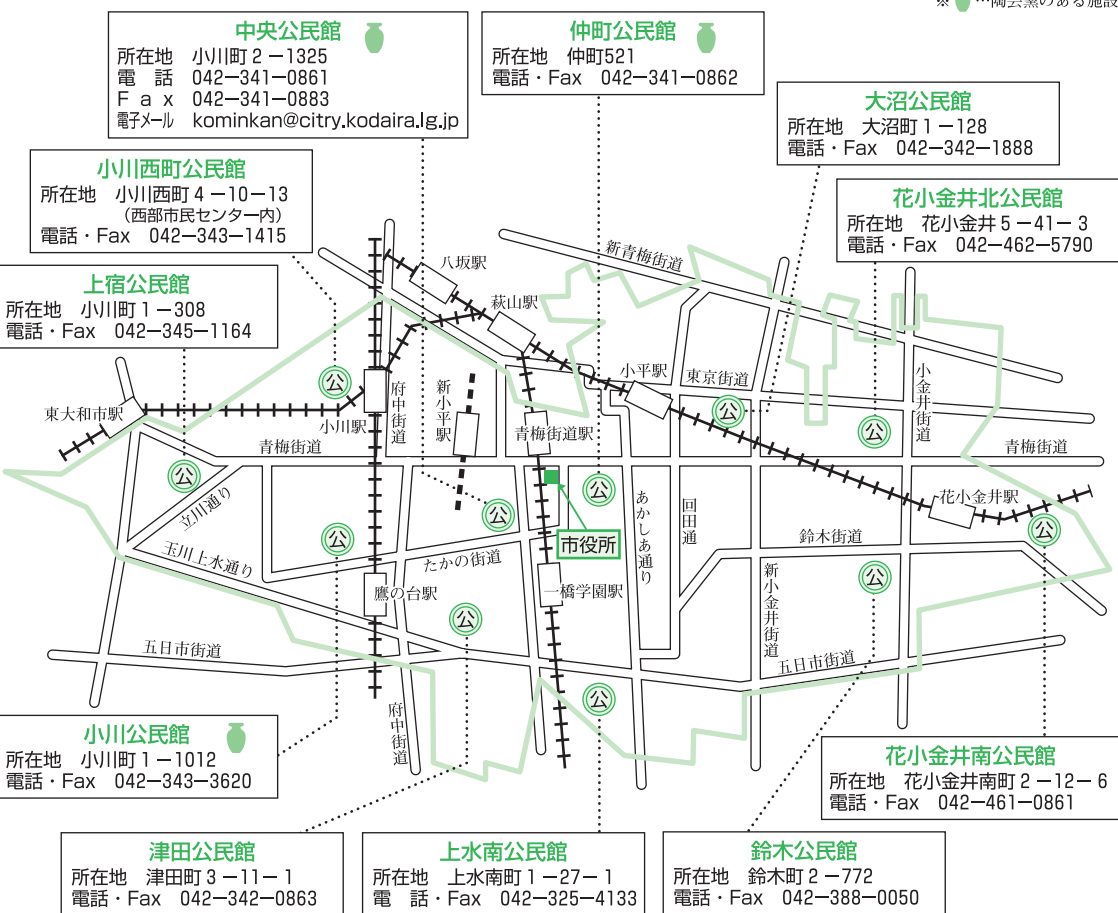 ※ …陶芸窯のある施設
中央公民館
所在地 小川町2-1325
電 話 042-341-0861
F a x 042-341-0883
電子メール kominkan@citry.kodaira.lg.jp
仲町公民館
所在地 仲町521
電話・Fax 042-341-0862
大沼公民館
所在地 大沼町1-128
電話・Fax 042-342-1888
小川西町公民館
所在地 小川西町4-10-13
(西部市民センター内)
電話・Fax 042-343-1415
花小金井北公民館
所在地 花小金井5-41-3
電話・Fax 042-462-5790
上宿公民館
所在地 小川町1-308
電話・Fax 042-345-1164
八坂駅
新青梅街道
萩山駅
小平駅
東京街道
小金井街道
東大和市駅
小川駅
府中街道
新小平駅
青梅街道駅
青梅街道
青梅街道
立川通り
玉川上水通り
たかの街道
市役所
あかしあ通り
回田通
花小金井駅
鈴木街道
鷹の台駅
一橋学園駅
新小金井街道
五日市街道
五日市街道
府中街道
公
公
公
公
公
公
公
公
公
公
公
小川公民館
所在地 小川町1-1012
電話・Fax 042-343-3620
花小金井南公民館
所在地 花小金井南町2-12-6
電話・Fax 042-461-0861
津田公民館
所在地 津田町3-11-1
電話・Fax 042-342-0863
上水南公民館
所在地 上水南町1-27-1
電 話・Fax 042-325-4133
鈴木公民館
所在地 鈴木町2-772
電話・Fax 042-388-0050